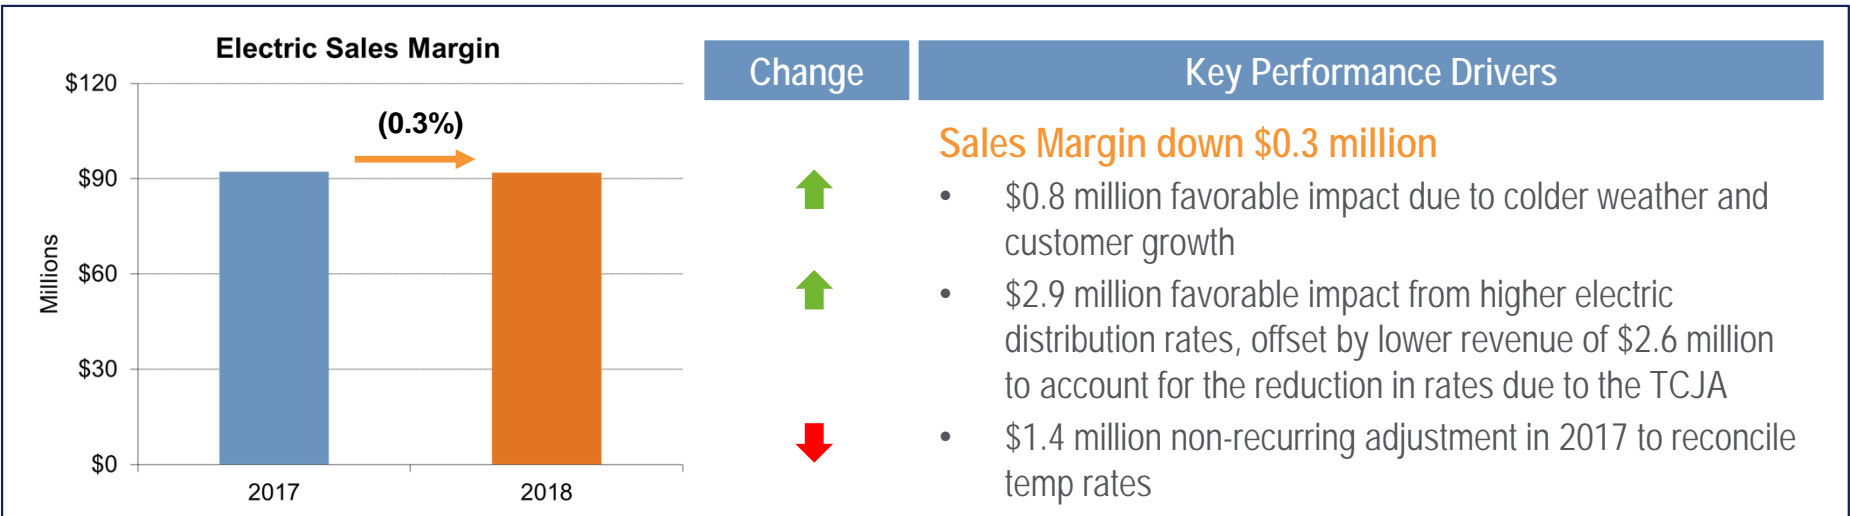 Electric Sales Margin
$120
$90
$60
$30
$0
Millions
(0.3%)
2017
2018
Change
Key Performance Drivers
Sales Margin down $0.3 million
• $0.8 million favorable impact due to colder weather and
customer growth
• $2.9 million favorable impact from higher electric
distribution rates, offset by lower revenue of $2.6 million
to account for the reduction in rates due to the TCJA
• $1.4 million non-recurring adjustment in 2017 to reconcile
temp rates